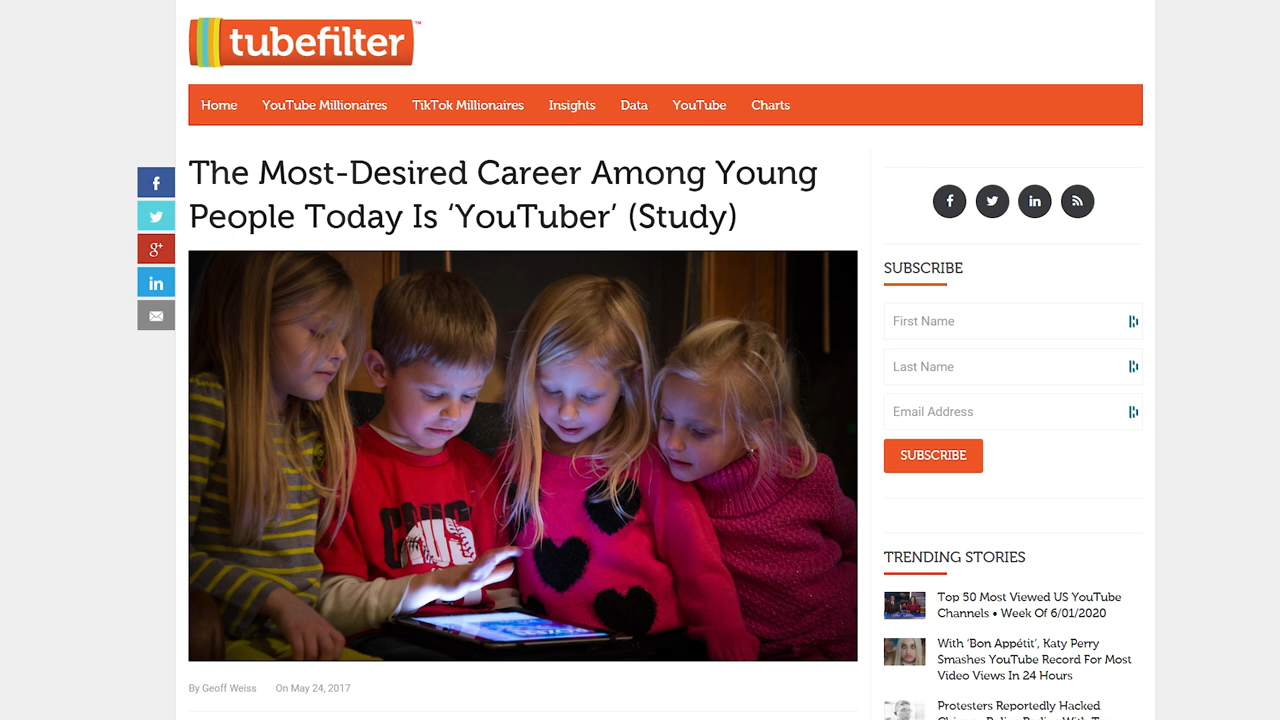 tubefilter™
Home YouTube Millionaires TikTok Millionaires Insights Data YouTube Charts
The Most-Desired Career Among Young
People Today Is ‘YouTuber’ (Study)
By Geoff Weiss On May 24, 2017
SUBSCRIBE
First Name
Last Name
Email Address
SUBSCRIBE
TRENDING STORIES
Top 50 Most Viewed US YouTube
Channels • Week Of 6/01/2020
With ‘Bon Appétit’, Katy Perry
Smashes YouTube Record For Most
Video Views In 24 Hours
Protesters Reportedly Hacked